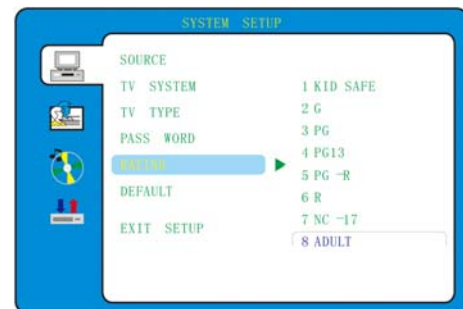 SYSTEM SETUP
SOURCE
TV SYSTEM
TV TYPE
PASS WORD
RATING
DEFAULT
EXIT SETUP
1 KID SAFE
2 G
3 PG
4 PG13
5 PG -R
6 R
7 NC -17
8 ADULT